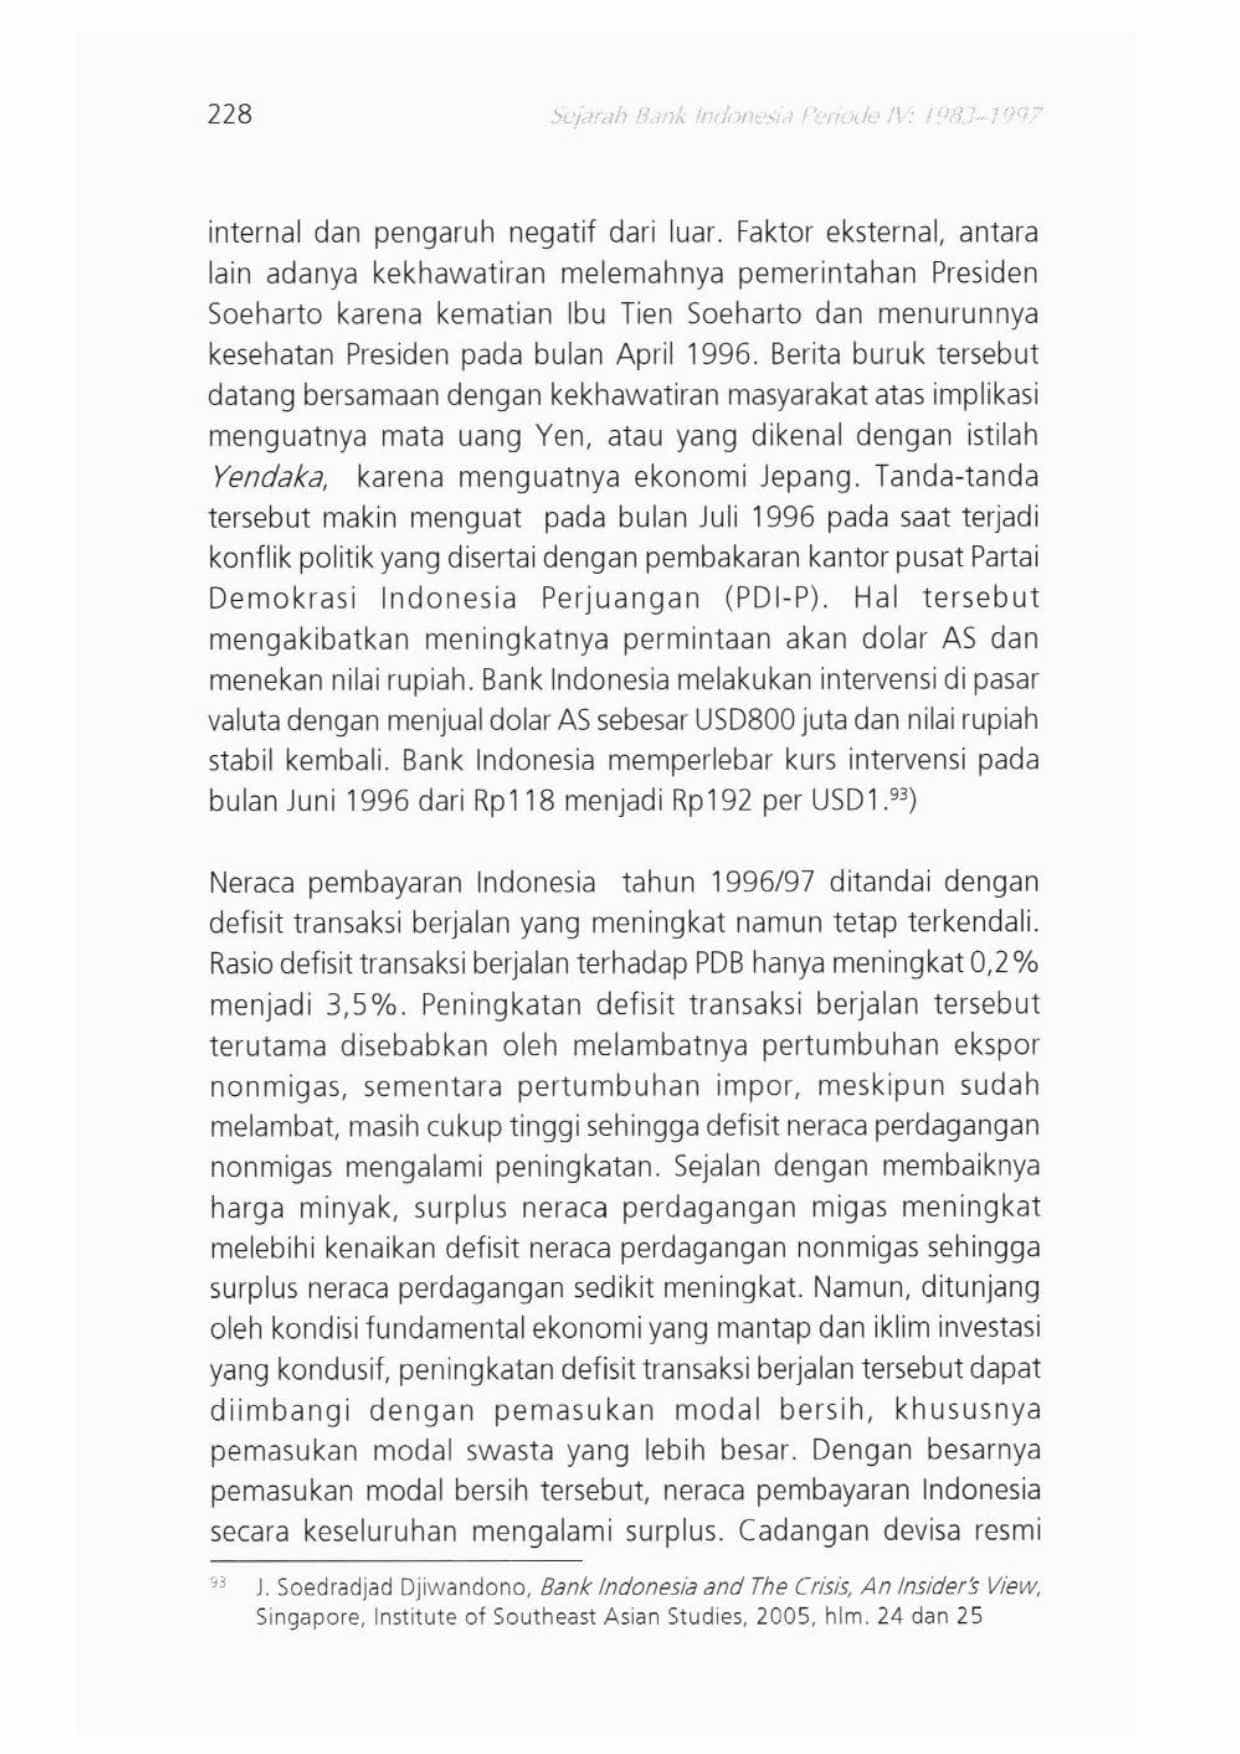 228
Sejarah Bank Indonesia Periode IV: 1983–1997
internal dan pengaruh negatif dari luar. Faktor eksternal, antara
lain adanya kekhawatiran melemahnya pemerintahan Presiden
Soeharto karena kematian Ibu Tien Soeharto dan menurunnya
kesehatan Presiden pada bulan April 1996. Berita buruk tersebut
datang bersamaan dengan kekhawatiran masyarakat atas implikasi
menguatnya mata uang Yen, atau yang dikenal dengan istilah
Yendaka, karena menguatnya ekonomi Jepang. Tanda-tanda
tersebut makin menguat pada bulan Juli 1996 pada saat terjadi
konflik politik yang disertai dengan pembakaran kantor pusat Partai
Demokrasi Indonesia Perjuangan (PDI-P). Hal tersebut
mengakibatkan meningkatnya permintaan akan dolar AS dan
menekan nilai rupiah. Bank Indonesia melakukan intervensi di pasar
valuta dengan menjual dolar AS sebesar USD800 juta dan nilai rupiah
stabil kembali. Bank Indonesia memperlebar kurs intervensi pada
bulan Juni 1996 dari Rp118 menjadi Rp192 per USD1.93)
Neraca pembayaran Indonesia tahun 1996/97 ditandai dengan
defisit transaksi berjalan yang meningkat namun tetap terkendali.
Rasio defisit transaksi berjalan terhadap PDB hanya meningkat 0,2%
menjadi 3,5%. Peningkatan defisit transaksi berjalan tersebut
terutama disebabkan oleh melambatnya pertumbuhan ekspor
nonmigas, sementara pertumbuhan impor, meskipun sudah
melambat, masih cukup tinggi sehingga defisit neraca perdagangan
nonmigas mengalami peningkatan. Sejalan dengan membaiknya
harga minyak, surplus neraca perdagangan migas meningkat
melebihi kenaikan defisit neraca perdagangan nonmigas sehingga
surplus neraca perdagangan sedikit meningkat. Namun, ditunjang
oleh kondisi fundamental ekonomi yang mantap dan iklim investasi
yang kondusif, peningkatan defisit transaksi berjalan tersebut dapat
diimbangi dengan pemasukan modal bersih, khususnya
pemasukan modal swasta yang lebih besar. Dengan besarnya
pemasukan modal bersih tersebut, neraca pembayaran Indonesia
secara keseluruhan mengalami surplus. Cadangan devisa resmi
93 J. Soedradjad Djiwandono, Bank Indonesia and The Crisis, An Insider's View,
Singapore, Institute of Southeast Asian Studies, 2005, hlm. 24 dan 25